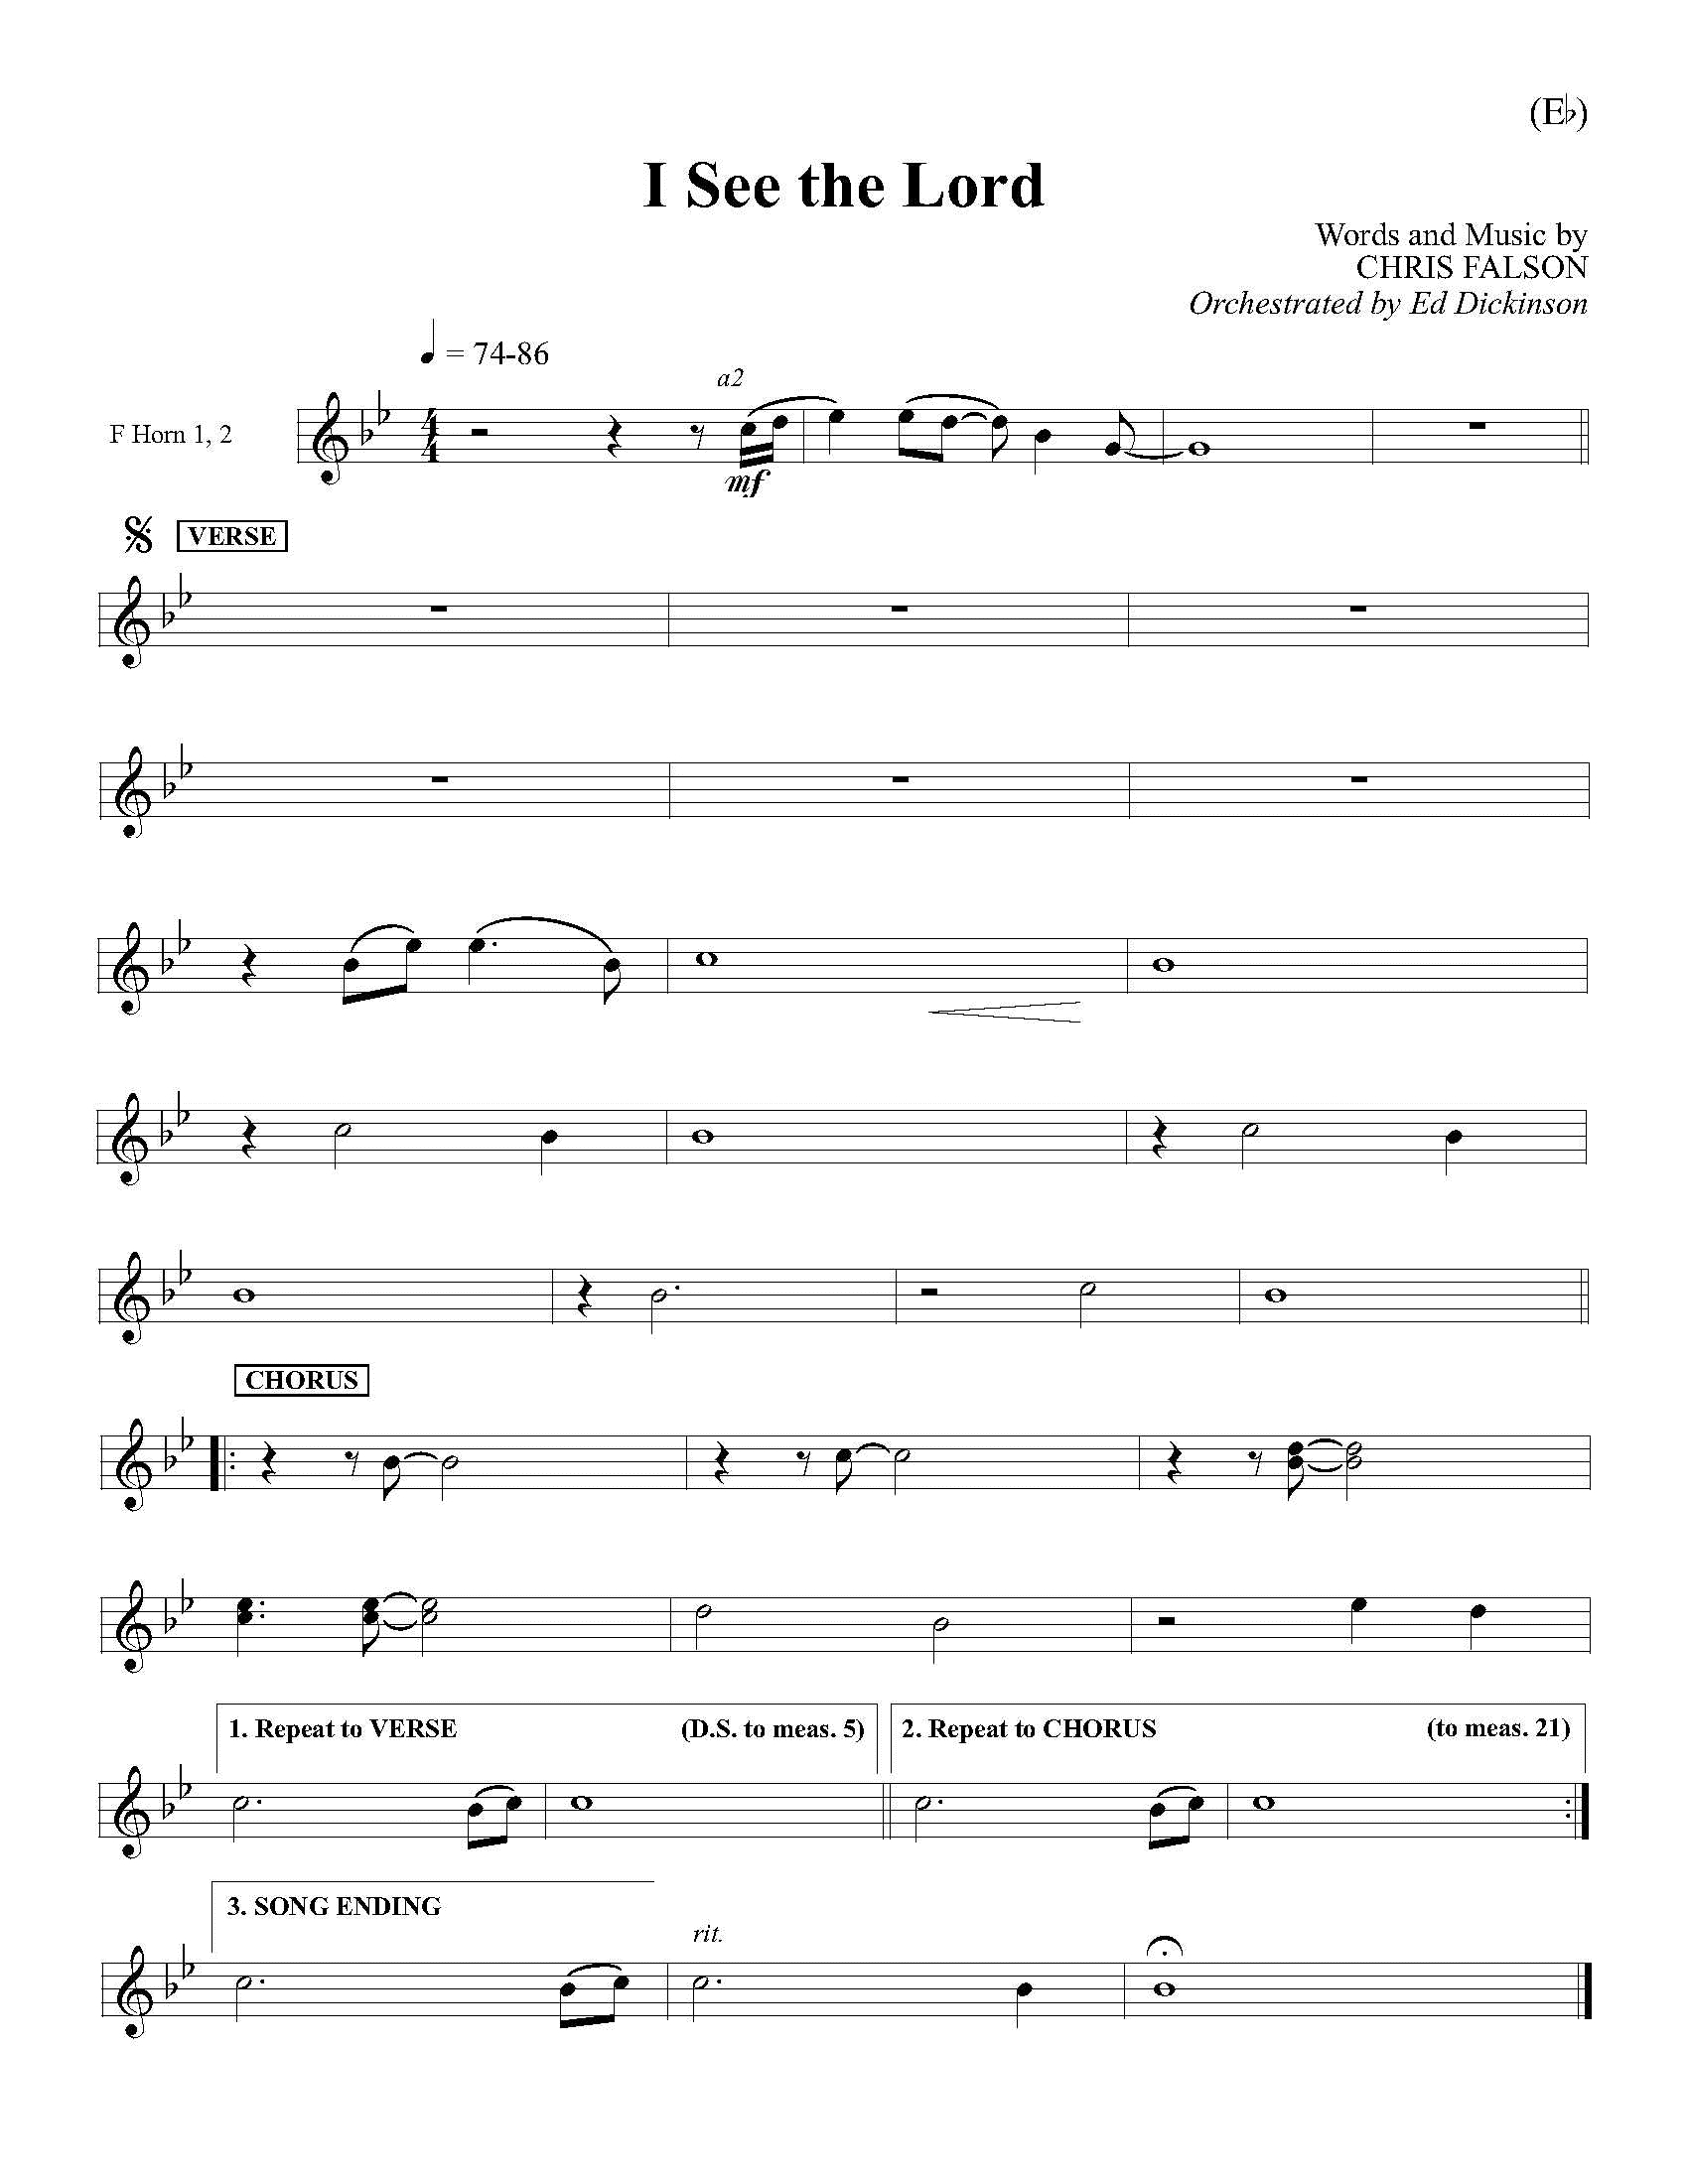 (E♭)
I See the Lord
Words and Music by
CHRIS FALSON
Orchestrated by Ed Dickinson
♩ = 74-86
a2
F Horn 1, 2
4
4
mf
VERSE
CHORUS
1. Repeat to VERSE (D.S. to meas. 5) 2. Repeat to CHORUS (to meas. 21)
3. SONG ENDING
rit.